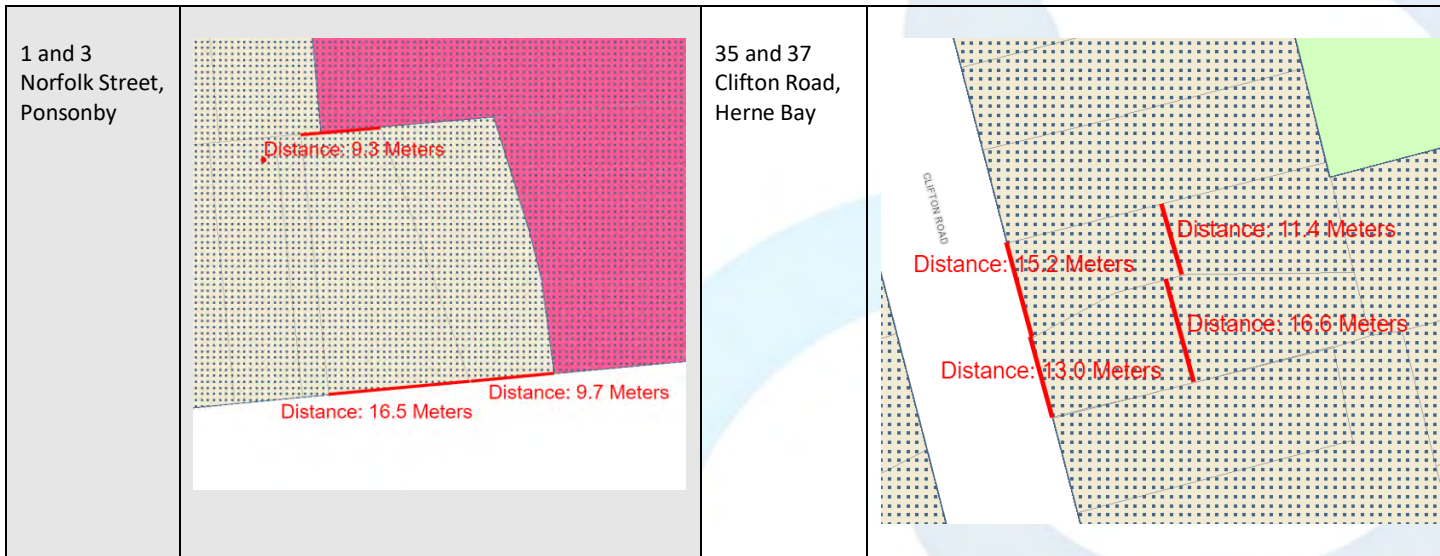 1 and 3
Norfolk Street,
Ponsonby
Distance: 9.3 Meters
Distance: 16.5 Meters
Distance: 9.7 Meters
35 and 37
Clifton Road,
Herne Bay
CLIFTON ROAD
Distance: 11.4 Meters
Distance: 15.2 Meters
Distance: 16.6 Meters
Distance: 13.0 Meters